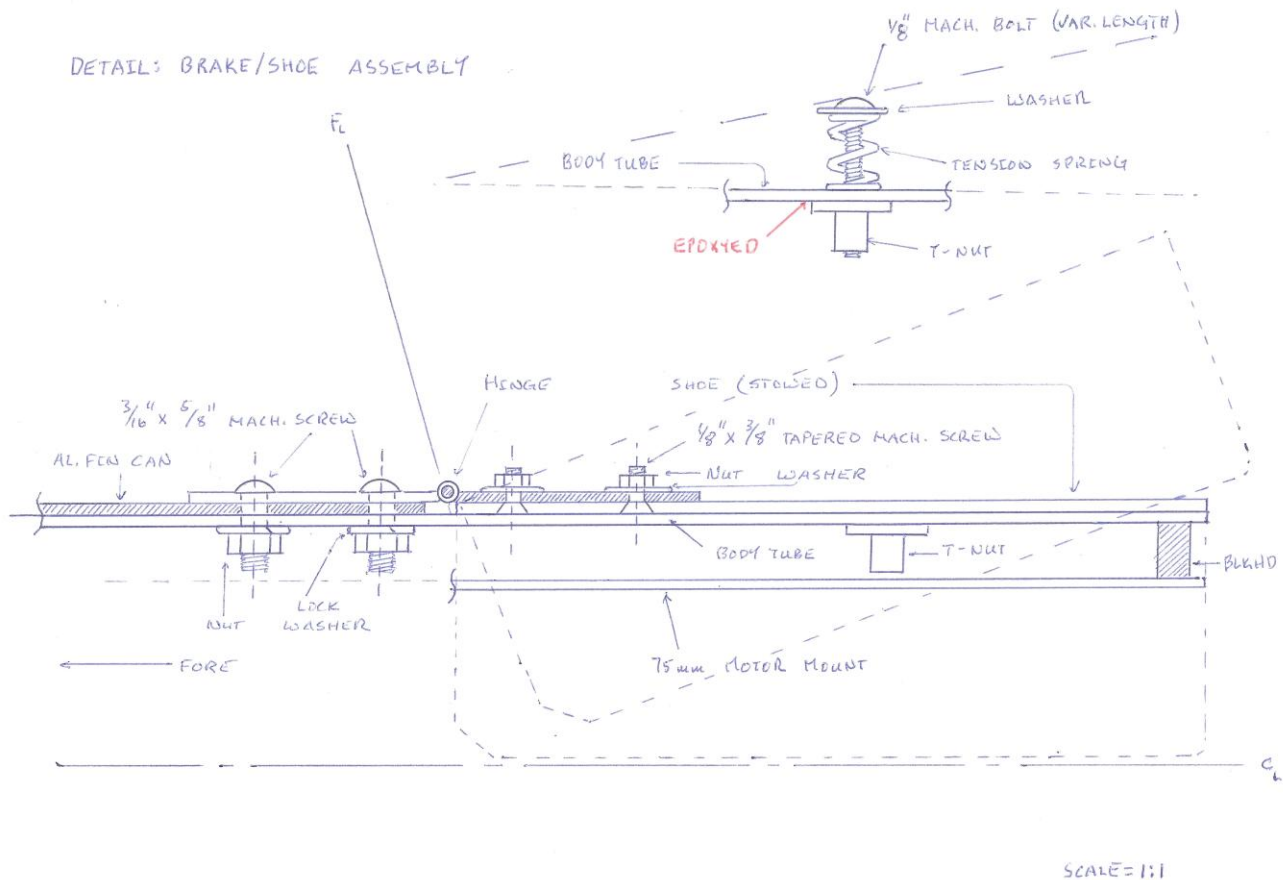 DETAIL: BRAKE/SHOE ASSEMBLY
1/8" MACH. BOLT (VAR. LENGTH)
WASHER
FL
BODY TUBE
TENSION SPRING
EPOXYED
T-NUT
HINGE
SHOE (STOWED)
3/16" x 5/8" MACH. SCREW
1/8" x 3/8" TAPERED MACH. SCREW
AL. FIN CAN
NUT WASHER
BODY TUBE
T-NUT
BLKHD
NUT
LOCK
WASHER
FORE
75mm MOTOR MOUNT
CL
SCALE = 1:1